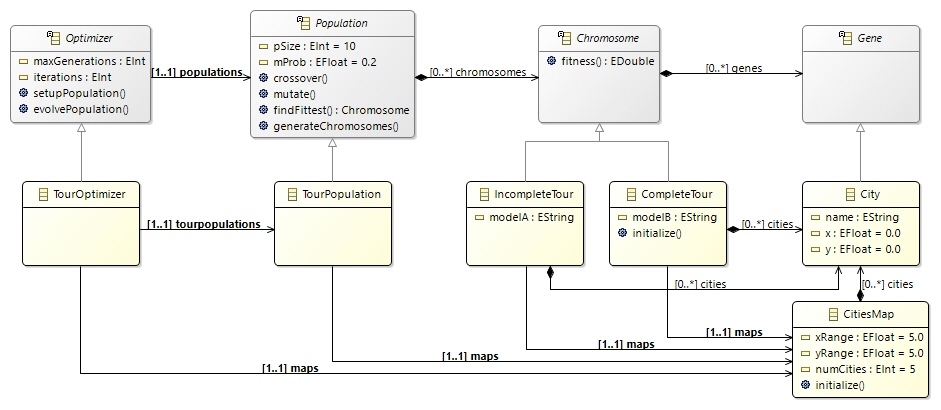 Optimizer
maxGenerations : EInt
iterations : EInt
setupPopulation()
evolvePopulation()
[1..1] populations
Population
pSize : EInt = 10
mProb : EFloat = 0.2
crossover()
mutate()
findFittest() : Chromosome
generateChromosomes()
[0..*] chromosomes
Chromosome
fitness() : EDouble
[0..*] genes
Gene
TourOptimizer
[1..1] tourpopulations
TourPopulation
IncompleteTour
modelA : EString
CompleteTour
modelB : EString
initialize()
[0..*] cities
City
name : EString
x : EFloat = 0.0
y : EFloat = 0.0
[0..*] cities
[0..*] cities
CitiesMap
xRange : EFloat = 5.0
yRange : EFloat = 5.0
numCities : EInt = 5
initialize()
[1..1] maps
[1..1] maps
[1..1] maps
[1..1] maps